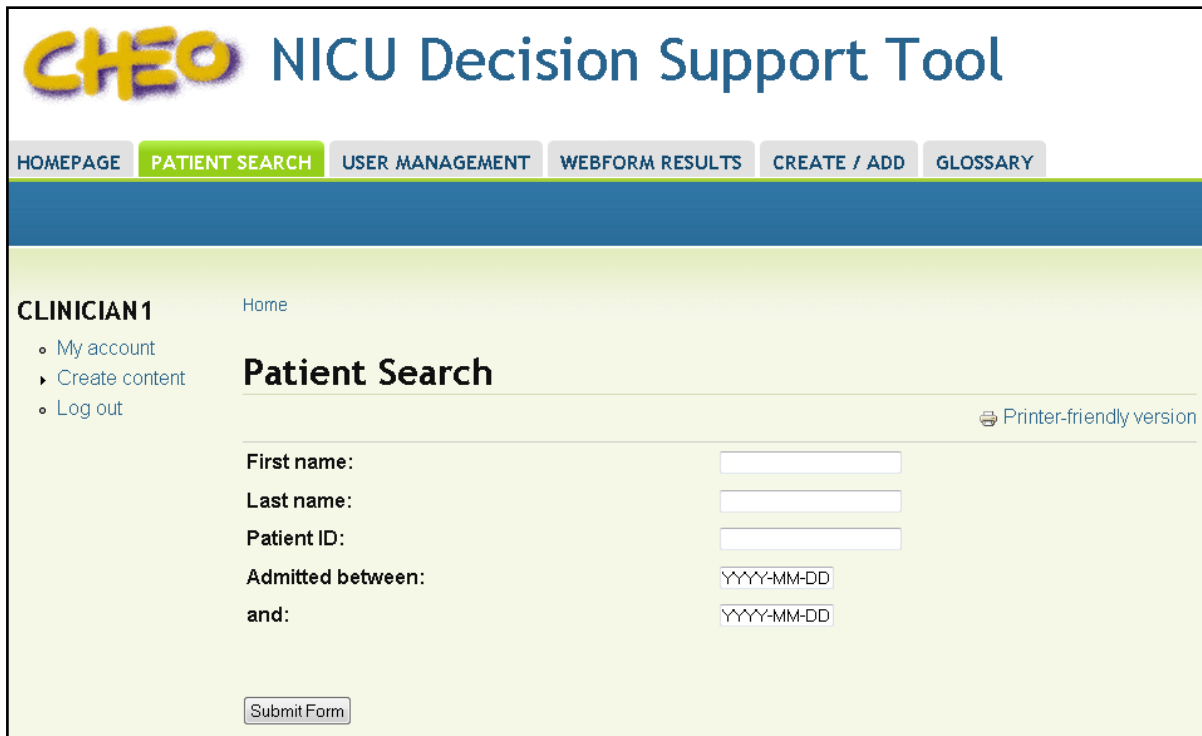 CHEO NICU Decision Support Tool
HOMEPAGE PATIENT SEARCH USER MANAGEMENT WEBFORM RESULTS CREATE / ADD GLOSSARY
CLINICIAN1
My account
Create content
Log out
Home
Patient Search
Printer-friendly version
First name:
Last name:
Patient ID:
Admitted between: YYYY-MM-DD
and: YYYY-MM-DD
Submit Form